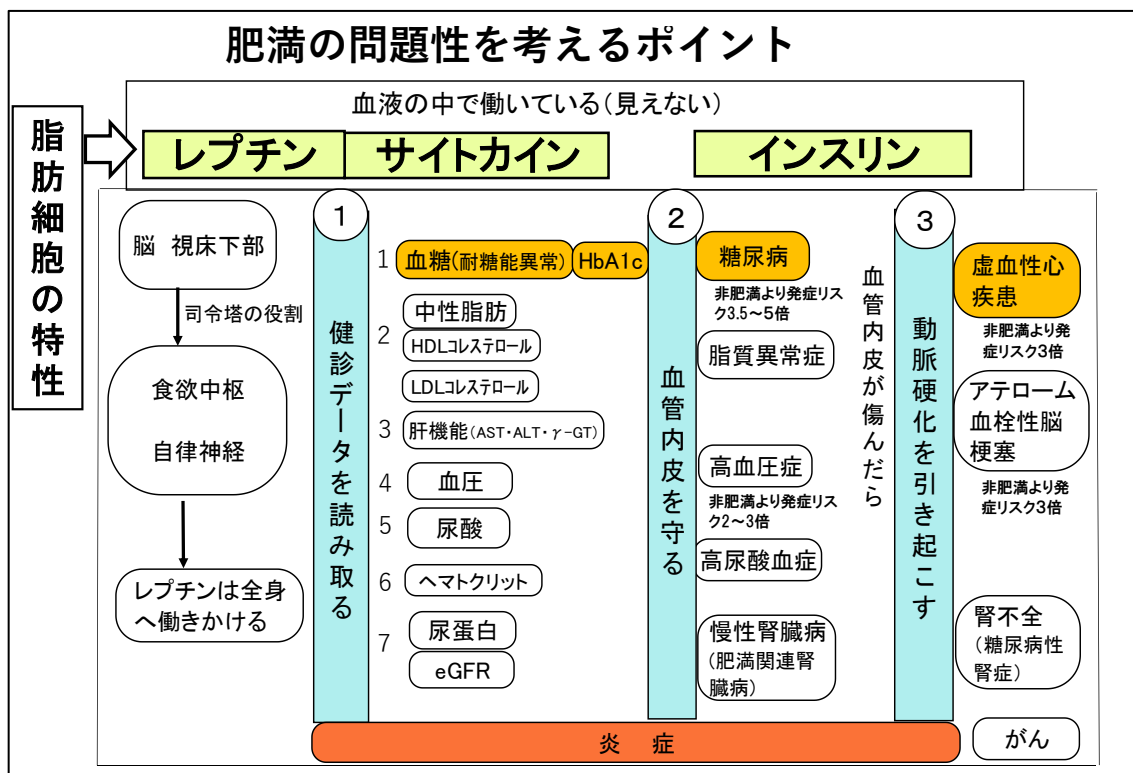 肥満の問題性を考えるポイント
脂肪細胞の特性
血液の中で働いている(見えない)
レプチン
サイトカイン
インスリン
脳 視床下部
司令塔の役割
食欲中枢
自律神経
レプチンは全身
へ働きかける
1
健診データを読み取る
1 血糖(耐糖能異常) HbA1c
2 中性脂肪
HDLコレステロール
LDLコレステロール
3 肝機能(AST・ALT・γ-GT)
4 血圧
5 尿酸
6 ヘマトクリット
7 尿蛋白
eGFR
2
血管内皮を守る
糖尿病
非肥満より発症リス
ク3.5~5倍
脂質異常症
高血圧症
非肥満より発症リス
ク2~3倍
高尿酸血症
慢性腎臓病
(肥満関連腎
臓病)
血管内皮が傷んだら
3
動脈硬化を引き起こす
虚血性心
疾患
非肥満より発
症リスク3倍
アテローム
血栓性脳
梗塞
非肥満より発
症リスク3倍
腎不全
(糖尿病性
腎症)
がん
炎 症